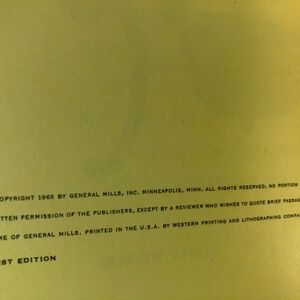 OPYRIGHT 1965 BY GENERAL MILLS, INC. MINNEAPOLIS, MINN. ALL RIGHTS RESERVED. NO PORTION
TTEN PERMISSION OF THE PUBLISHERS, EXCEPT BY A REVIEWER WHO WISHES TO QUOTE BRIEF PASSAG
ME OF GENERAL MILLS. PRINTED IN THE U.S.A. BY WESTERN PRINTING AND LITHOGRAPHING COMPA
ST EDITION